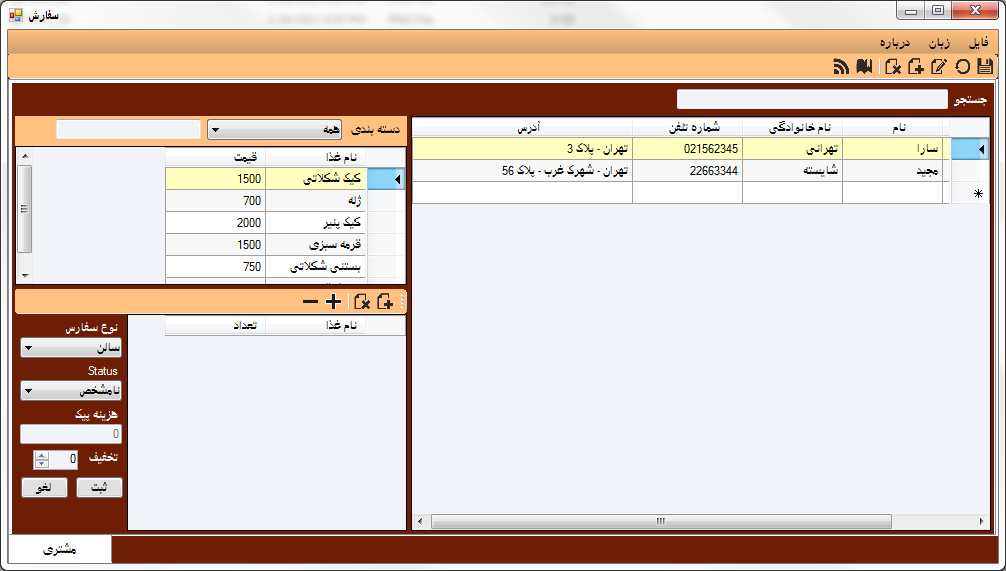 سفارش
فایل زبان درباره
جستجو
نام نام خانوادگی شماره تلفن آدرس
سارا تهرانی 021562345 تهران - پلاک 3
مجید شایسته 22663344 تهران - شهرک غرب - پلاک 56
دسته بندی همه
نام غذا قیمت
کیک شکلاتی 1500
ژله 700
کیک پنیر 2000
قرمه سبزی 1500
بستنی شکلاتی 750
نام غذا تعداد
نوع سفارس
سالن
Status
نامشخص
هزینه پیک
0
تخفیف 0
ثبت لغو
مشتری